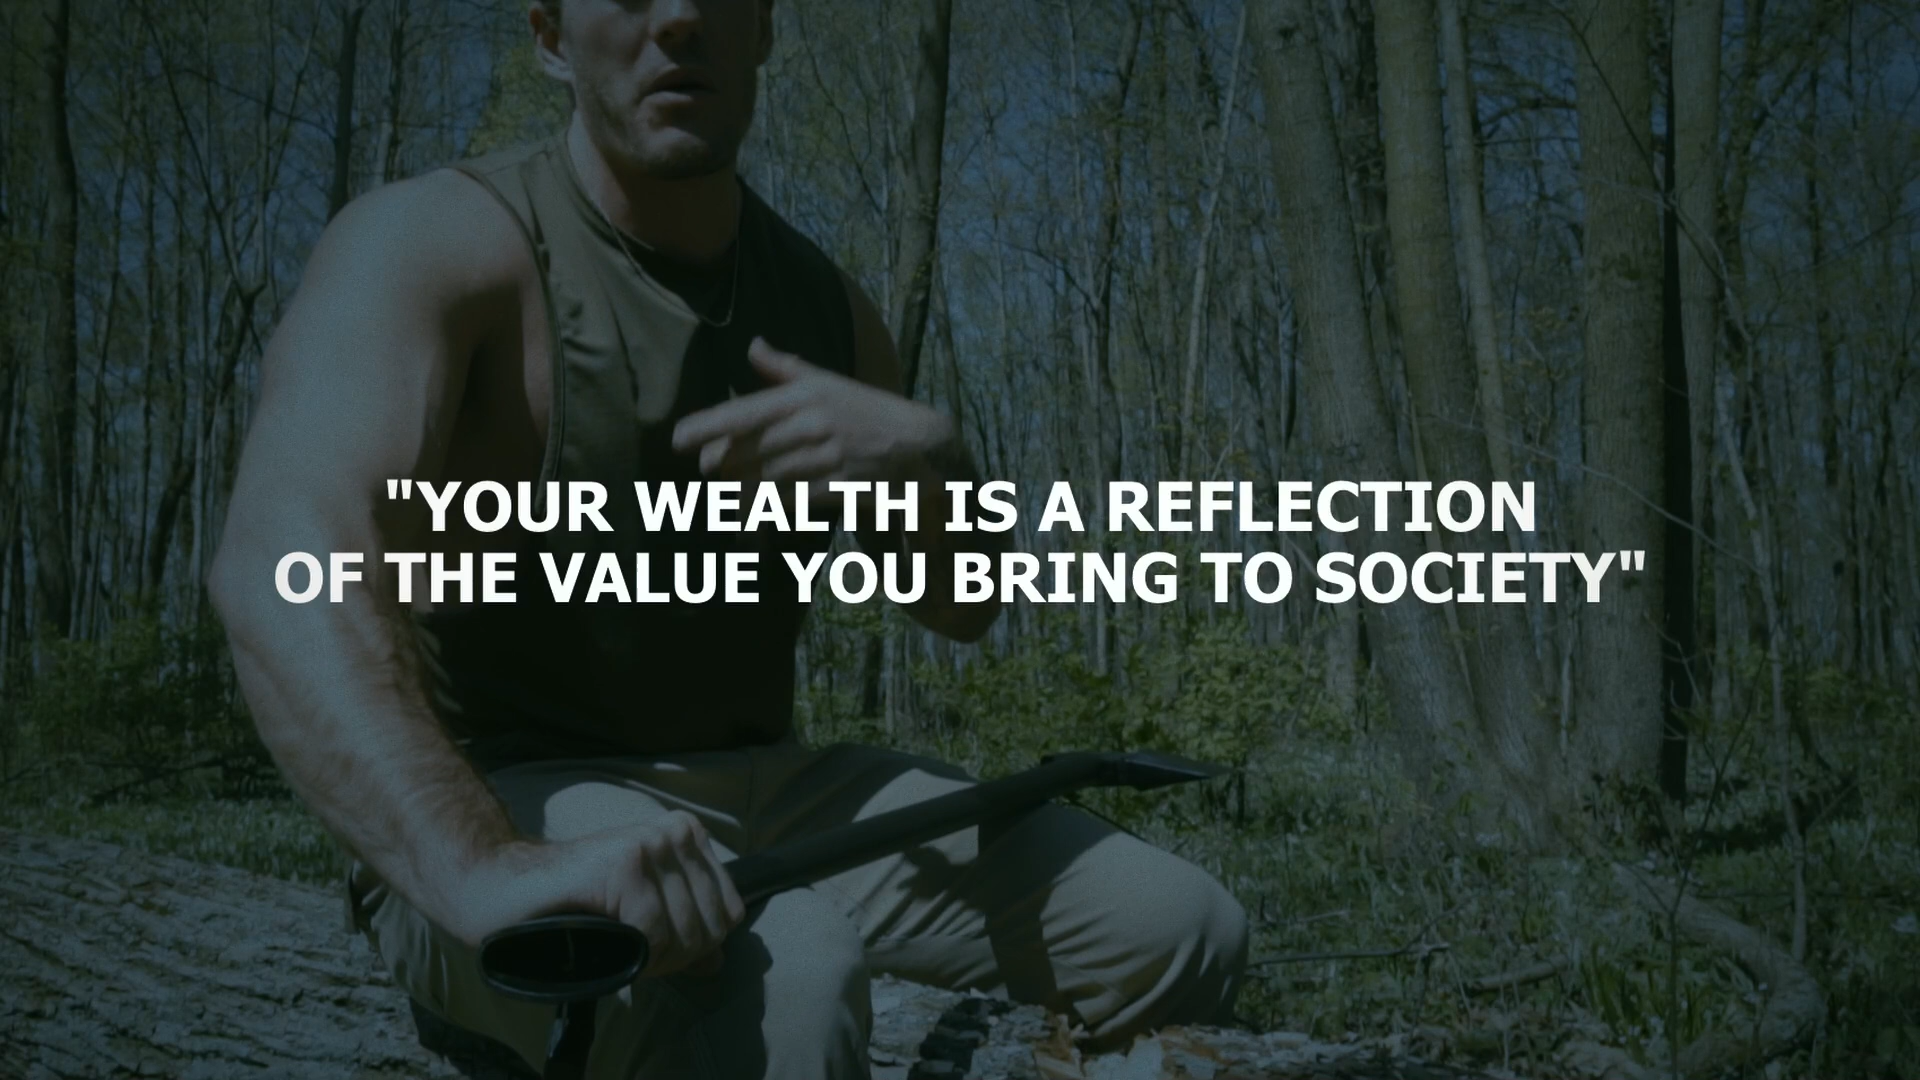 "YOUR WEALTH IS A REFLECTION
OF THE VALUE YOU BRING TO SOCIETY"